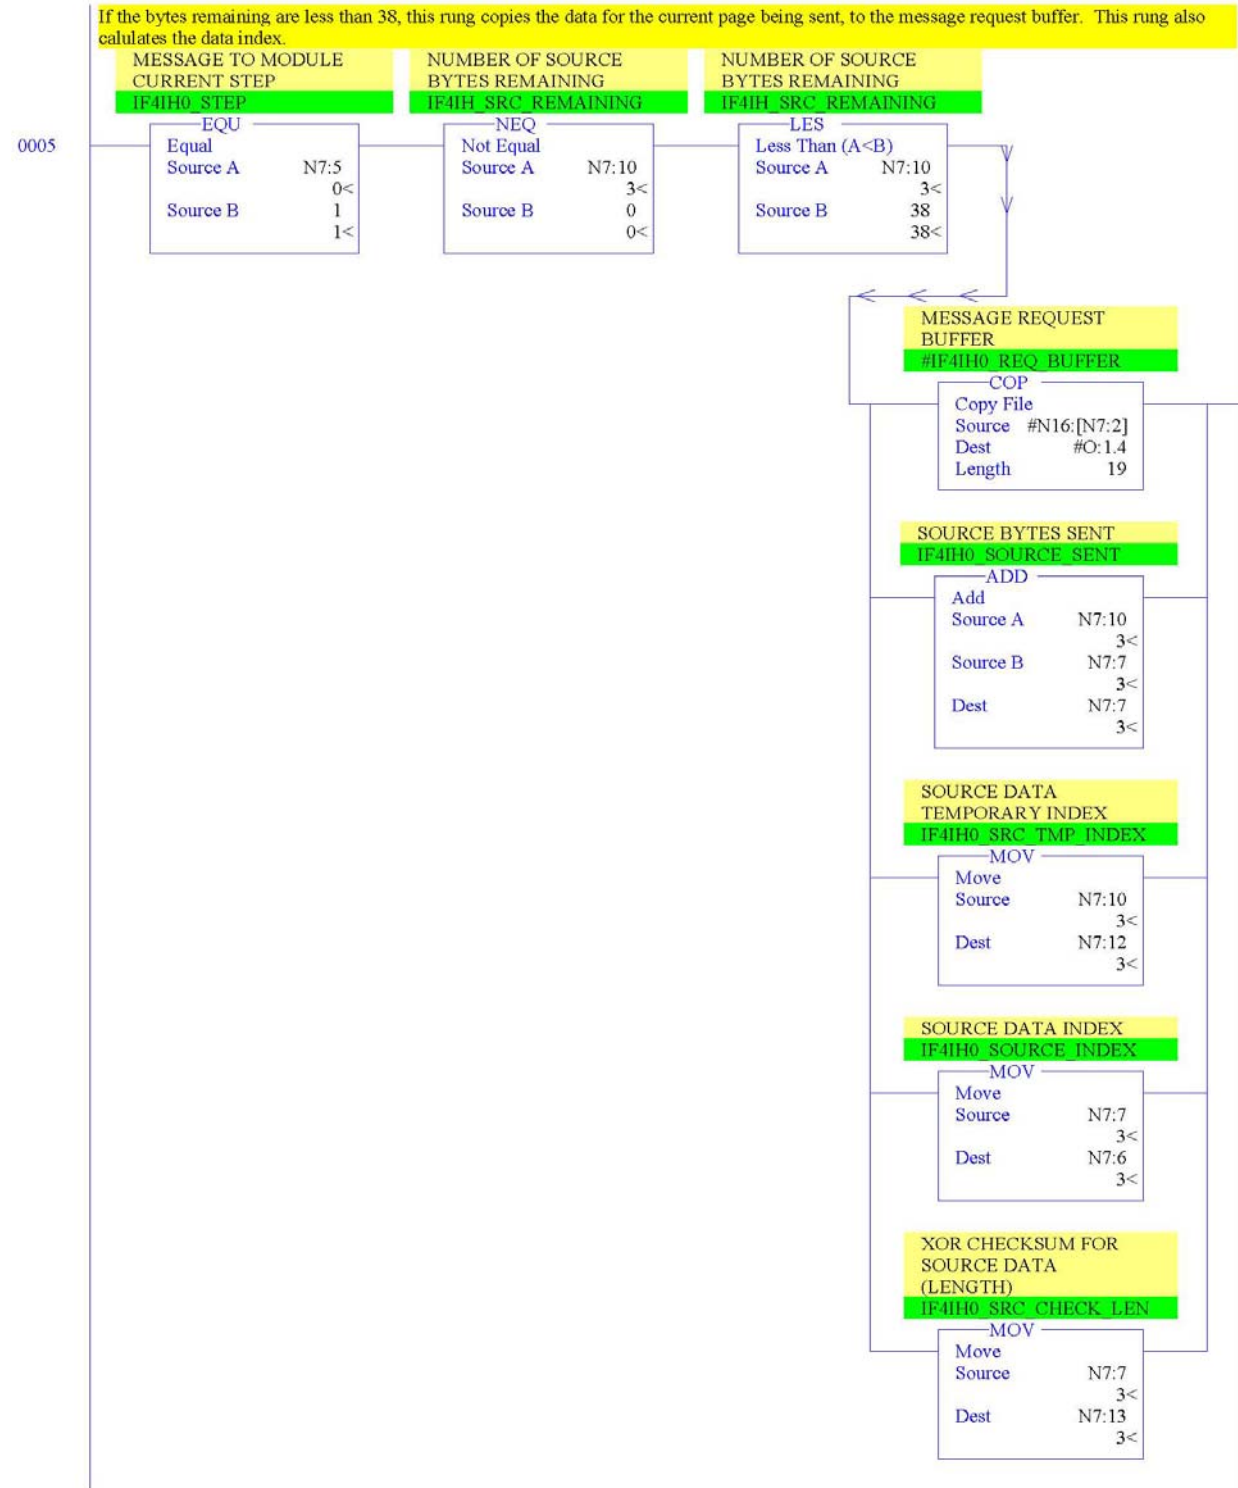 If the bytes remaining are less than 38, this rung copies the data for the current page being sent, to the message request buffer.  This rung also
calulates the data index.
MESSAGE TO MODULE
CURRENT STEP
IF4IH0_STEP
NUMBER OF SOURCE
BYTES REMAINING
IF4IH_SRC_REMAINING
NUMBER OF SOURCE
BYTES REMAINING
IF4IH_SRC_REMAINING
0005
EQU
Equal
Source A N7:5
0<
Source B 1
1<
NEQ
Not Equal
Source A N7:10
3<
Source B 0
0<
LES
Less Than (A<B)
Source A N7:10
3<
Source B 38
38<
MESSAGE REQUEST
BUFFER
#IF4IH0_REQ_BUFFER
COP
Copy File
Source #N16:[N7:2]
Dest #O:1.4
Length 19
SOURCE BYTES SENT
IF4IH0_SOURCE_SENT
ADD
Add
Source A N7:10
3<
Source B N7:7
3<
Dest N7:7
3<
SOURCE DATA
TEMPORARY INDEX
IF4IH0_SRC_TMP_INDEX
MOV
Move
Source N7:10
3<
Dest N7:12
3<
SOURCE DATA INDEX
IF4IH0_SOURCE_INDEX
MOV
Move
Source N7:7
3<
Dest N7:6
3<
XOR CHECKSUM FOR
SOURCE DATA
(LENGTH)
IF4IH0_SRC_CHECK_LEN
MOV
Move
Source N7:7
3<
Dest N7:13
3<